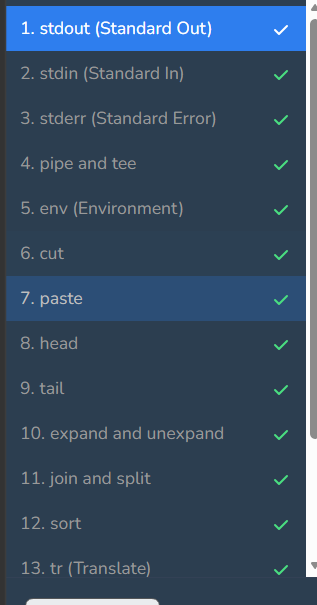 1. stdout (Standard Out)
2. stdin (Standard In)
3. stderr (Standard Error)
4. pipe and tee
5. env (Environment)
6. cut
7. paste
8. head
9. tail
10. expand and unexpand
11. join and split
12. sort
13. tr (Translate)